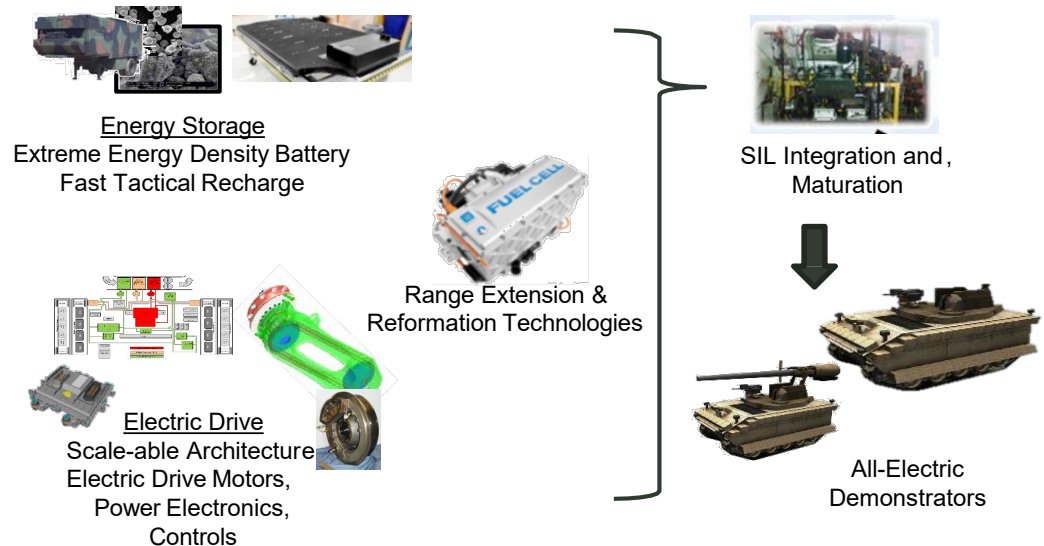 Energy Storage
Extreme Energy Density Battery
Fast Tactical Recharge
FUEL CELL
Range Extension &
Reformation Technologies
Electric Drive
Scale-able Architecture
Electric Drive Motors,
Power Electronics,
Controls
SIL Integration and ,
Maturation
All-Electric
Demonstrators